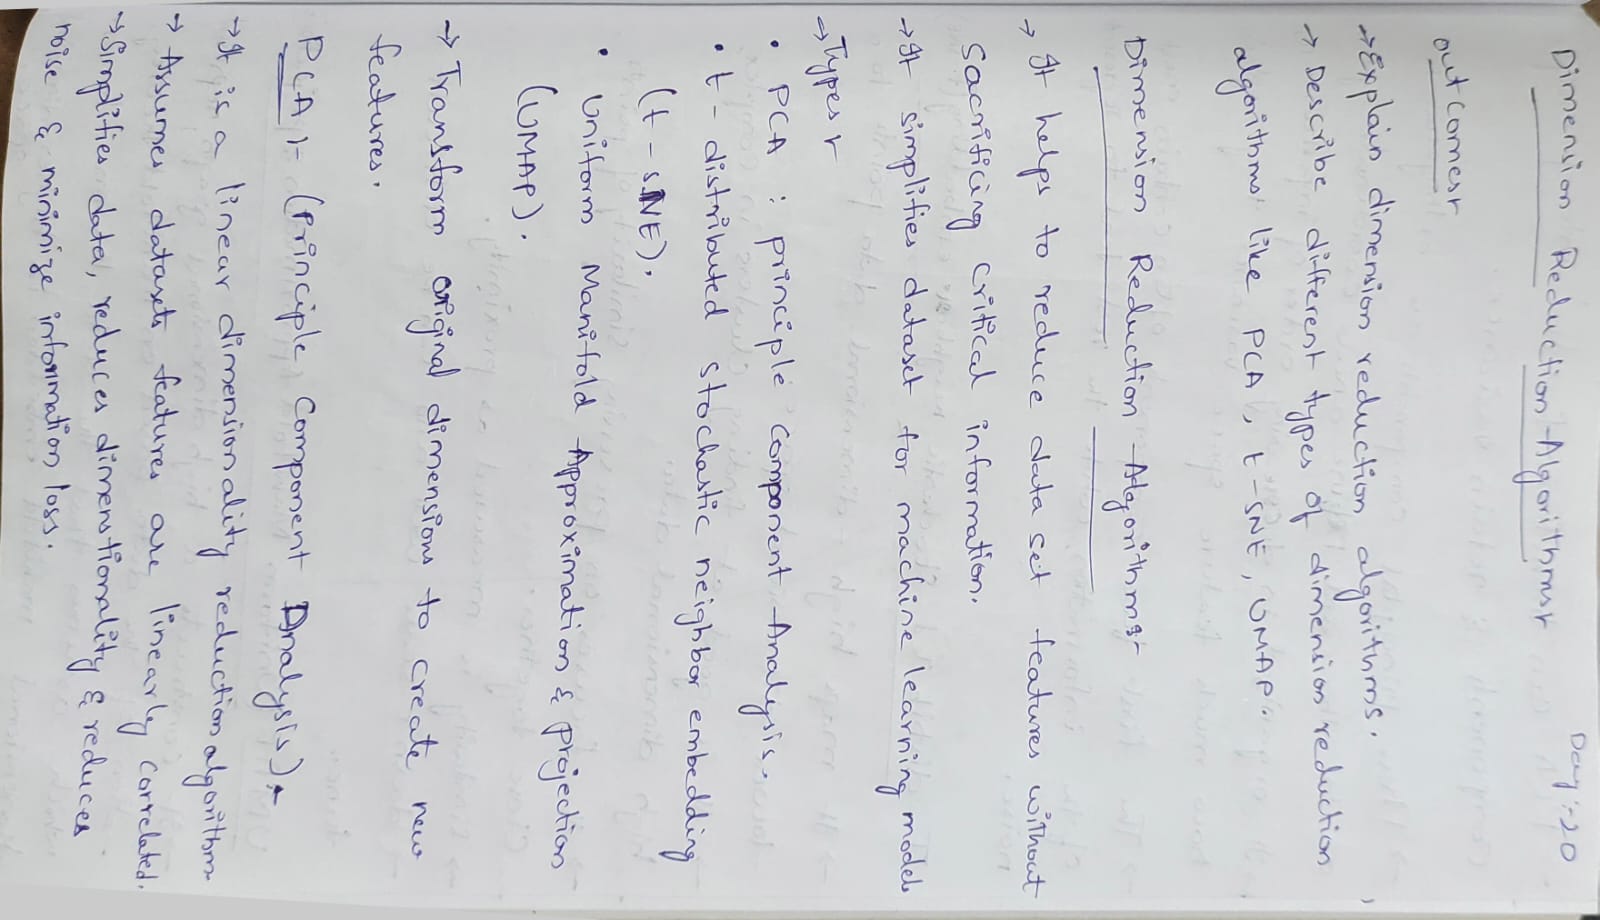 Day:-20
Dimension Reduction Algorithms:-
outcomes:-
→ Explain dimension reduction algorithms.
→ Describe different types of dimension reduction
algorithms like PCA, t-SNE, UMAP.
Dimension Reduction Algorithms:-
→ It helps to reduce data set features without
sacrificing critical information.
→ It simplifies dataset for machine learning models
→ Types:-
• PCA : principle Component Analysis.
• t - distributed stochastic neighbor embedding
(t - SNE).
• Uniform Manifold Approximation & projection
(UMAP).
→ Transform original dimensions to create new
features.
PCA :- (Principle Component Analysis):-
→ It is a linear dimensionality reduction algorithm.
→ Assumes datasets features are linearly correlated.
→ Simplifies data, reduces dimenstionality & reduces
noise & minimize information loss.